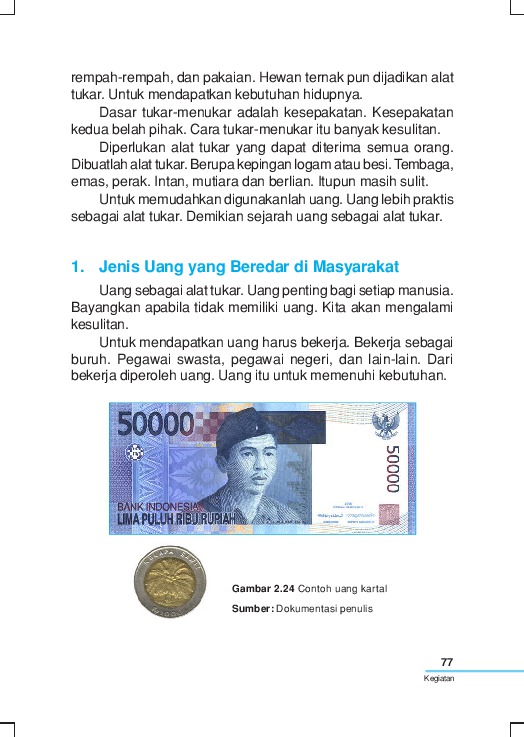 rempah-rempah, dan pakaian. Hewan ternak pun dijadikan alat
tukar. Untuk mendapatkan kebutuhan hidupnya.
Dasar tukar-menukar adalah kesepakatan. Kesepakatan
kedua belah pihak. Cara tukar-menukar itu banyak kesulitan.
Diperlukan alat tukar yang dapat diterima semua orang.
Dibuatlah alat tukar. Berupa kepingan logam atau besi. Tembaga,
emas, perak. Intan, mutiara dan berlian. Itupun masih sulit.
Untuk memudahkan digunakanlah uang. Uang lebih praktis
sebagai alat tukar. Demikian sejarah uang sebagai alat tukar.
1. Jenis Uang yang Beredar di Masyarakat
Uang sebagai alat tukar. Uang penting bagi setiap manusia.
Bayangkan apabila tidak memiliki uang. Kita akan mengalami
kesulitan.
Untuk mendapatkan uang harus bekerja. Bekerja sebagai
buruh. Pegawai swasta, pegawai negeri, dan lain-lain. Dari
bekerja diperoleh uang. Uang itu untuk memenuhi kebutuhan.
50000
50000
BANK INDONESIA
LIMA PULUH RIBU RUPIAH
KELAPA SAWIT
Gambar 2.24 Contoh uang kartal
Sumber: Dokumentasi penulis
77
Kegiatan